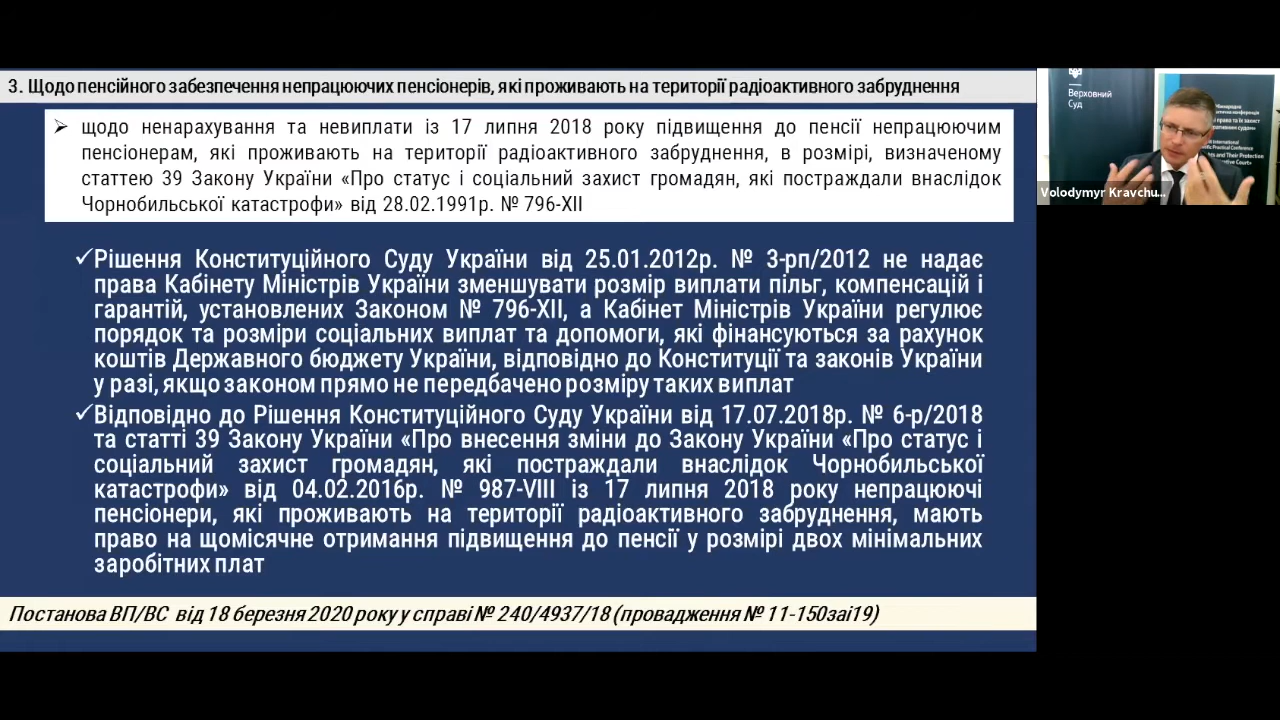 3. Щодо пенсійного забезпечення непрацюючих пенсіонерів, які проживають на території радіоактивного забруднення
➢ щодо ненарахування та невиплати із 17 липня 2018 року підвищення до пенсії непрацюючим
пенсіонерам, які проживають на території радіоактивного забруднення, в розмірі, визначеному
статтею 39 Закону України «Про статус і соціальний захист громадян, які постраждали внаслідок
Чорнобильської катастрофи» від 28.02.1991р. № 796-XII
✓Рішення Конституційного Суду України від 25.01.2012р. № 3-рп/2012 не надає
права Кабінету Міністрів України зменшувати розмір виплати пільг, компенсацій і
гарантій, установлених Законом № 796-XII, а Кабінет Міністрів України регулює
порядок та розміри соціальних виплат та допомоги, які фінансуються за рахунок
коштів Державного бюджету України, відповідно до Конституції та законів України
у разі, якщо законом прямо не передбачено розміру таких виплат
✓Відповідно до Рішення Конституційного Суду України від 17.07.2018р. № 6-р/2018
та статті 39 Закону України «Про внесення зміни до Закону України «Про статус і
соціальний захист громадян, які постраждали внаслідок Чорнобильської
катастрофи» від 04.02.2016р. № 987-VIII із 17 липня 2018 року непрацюючі
пенсіонери, які проживають на території радіоактивного забруднення, мають
право на щомісячне отримання підвищення до пенсії у розмірі двох мінімальних
заробітних плат
Постанова ВП/ВС від 18 березня 2020 року у справі № 240/4937/18 (провадження № 11-150заі19)
Верховний
Суд
Volodymyr Kravchu...